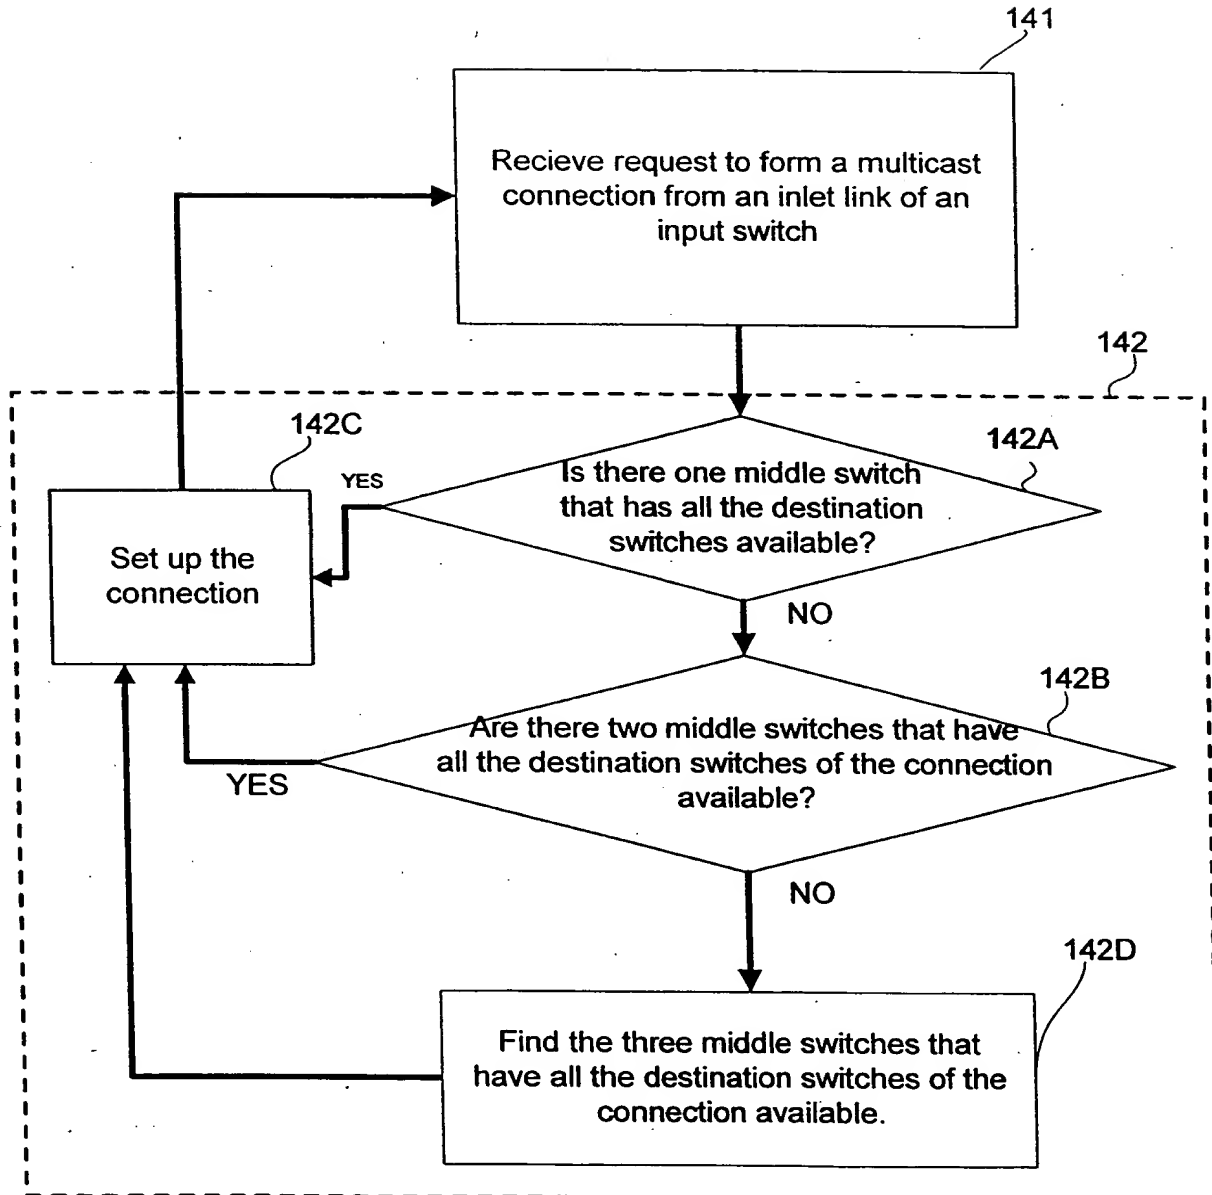 141
Recieve request to form a multicast
connection from an inlet link of an
input switch
142
142C
142A
YES
Is there one middle switch
that has all the destination
switches available?
Set up the
connection
NO
142B
Are there two middle switches that have
all the destination switches of the connection
available?
YES
NO
142D
Find the three middle switches that
have all the destination switches of the
connection available.